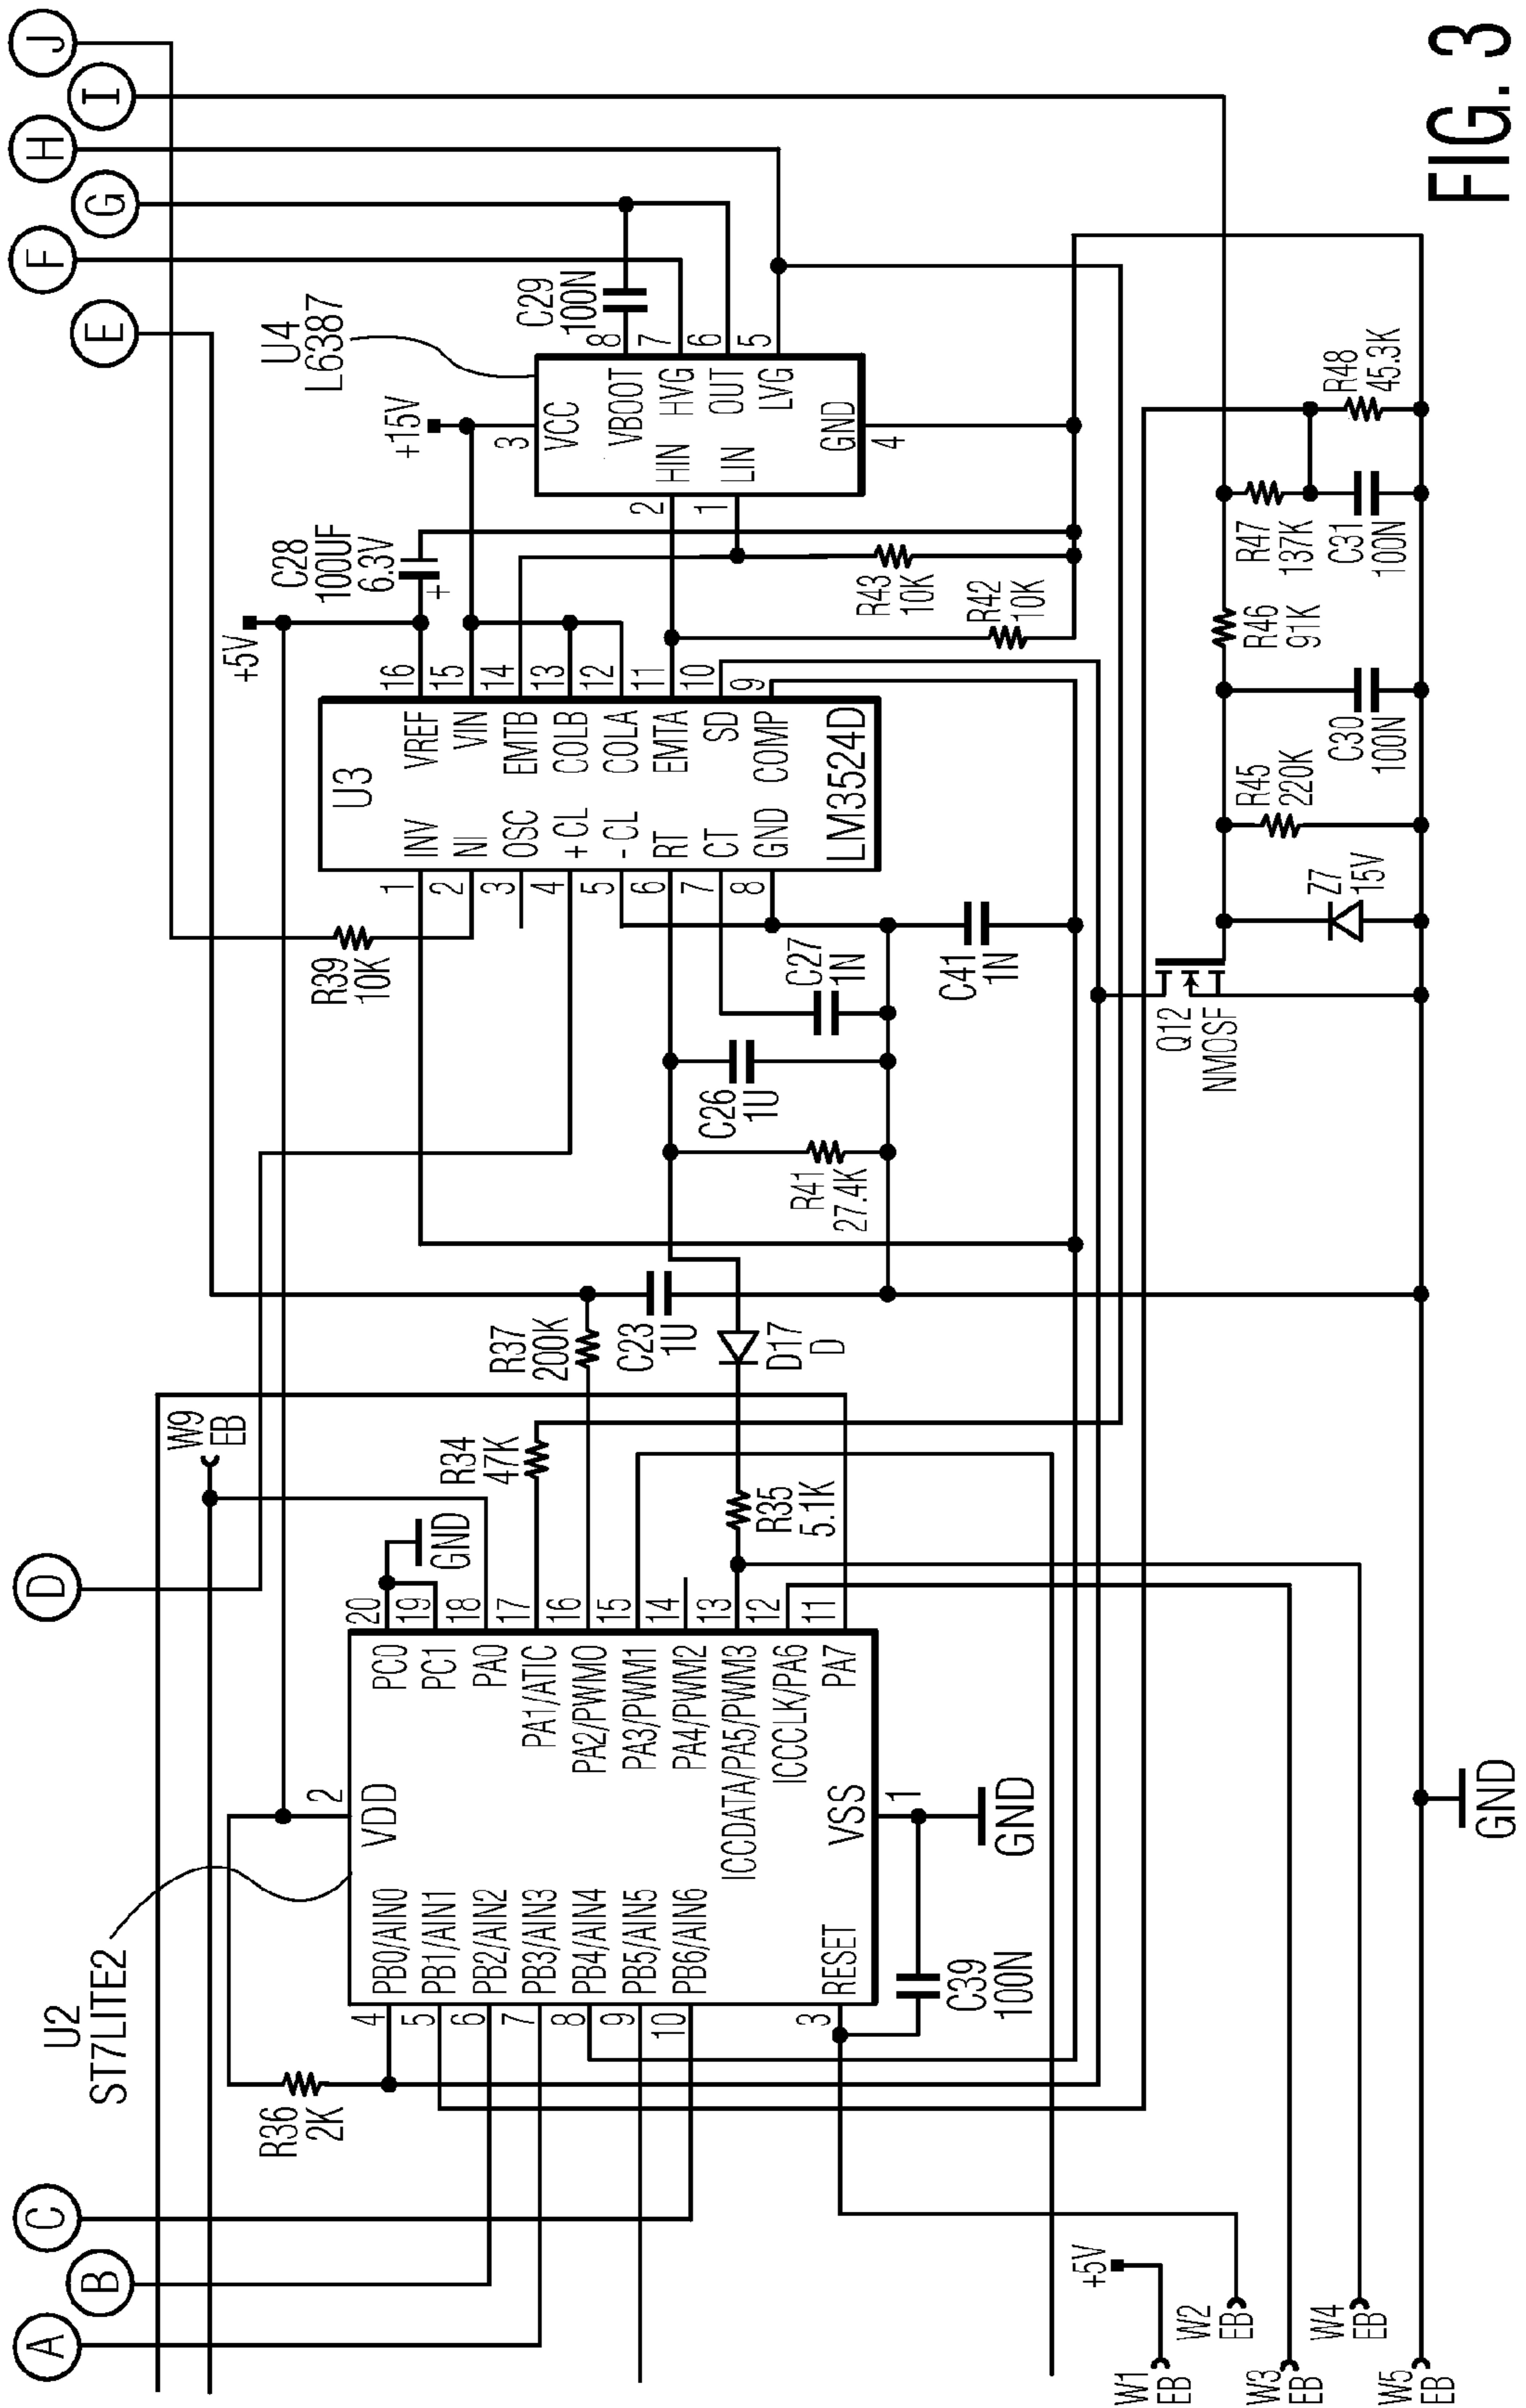 A
B
C
D
E
F
G
H
I
J
U2
ST7LITE2
R36
2K
VDD
2
PB0/AIN0
PB1/AIN1
PB2/AIN2
PB3/AIN3
PB4/AIN4
PB5/AIN5
PB6/AIN6
RESET
4
5
6
7
8
9
10
3
PC0
PC1
PA0
PA1/ATIC
PA2/PWM0
PA3/PWM1
PA4/PWM2
ICCDATA/PA5/PWM3
ICCCLK/PA6
PA7
20
19
18
17
16
15
14
13
12
11
VSS
1
GND
C39
100N
GND
W9
EB
R34
47K
R37
200K
C23
1U
D17
D
R35
5.1K
R41
27.4K
C26
1U
C27
1N
C41
1N
R39
10K
U3
LM3524D
INV
NI
OSC
+ CL
- CL
RT
CT
GND
1
2
3
4
5
6
7
8
VREF
VIN
EMTB
COLB
COLA
EMTA
SD
COMP
16
15
14
13
12
11
10
9
+5V
C28
100UF
6.3V
+
+15V
U4
L6387
3
VCC
VBOOT
HVG
OUT
LVG
HIN
LIN
GND
8
7
6
5
2
1
4
C29
100N
R43
10K
R42
10K
Q12
NMOSF
Z7
15V
R45
220K
C30
100N
R46
91K
R47
137K
C31
100N
R48
45.3K
+5V
W1
EB
W2
EB
W3
EB
W4
EB
W5
EB
GND
FIG. 3